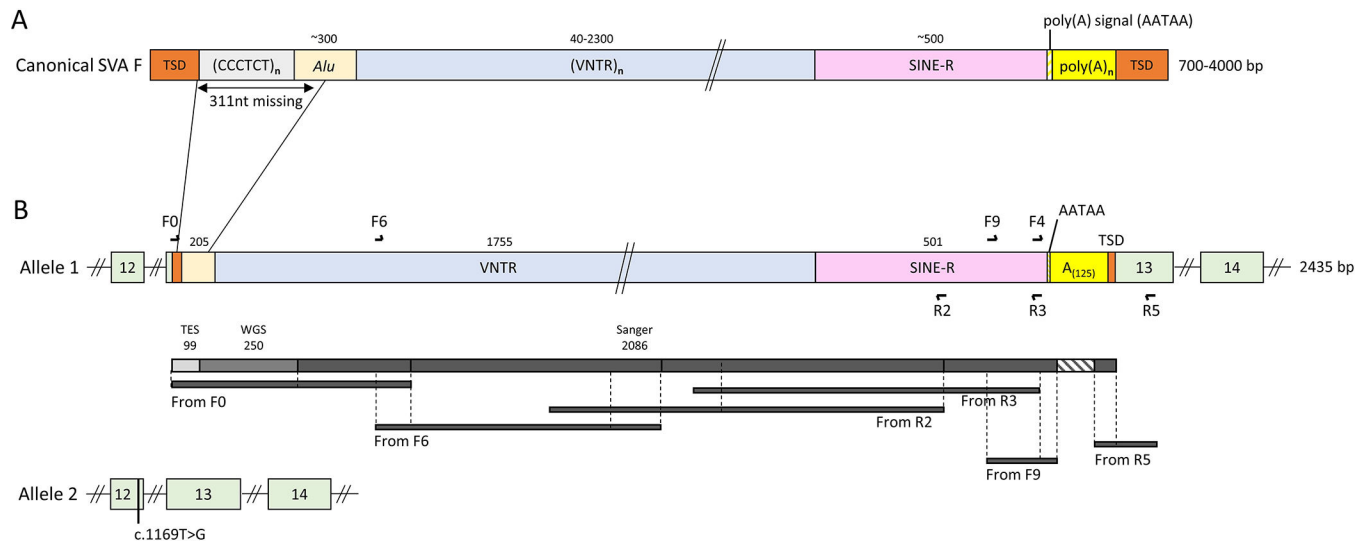 A
poly(A) signal (AATAA)
~300
40-2300
~500
Canonical SVA F
TSD
(CCCTCT)n
Alu
(VNTR)n
SINE-R
poly(A)n
TSD
700-4000 bp
311nt missing
B
F0
F6
F9
F4
AATAA
205
1755
501
TSD
Allele 1
12
VNTR
SINE-R
A(125)
13
14
2435 bp
R2
R3
R5
TES
99
WGS
250
Sanger
2086
From F0
From R3
From R2
From F6
From R5
From F9
Allele 2
12
13
14
c.1169T>G